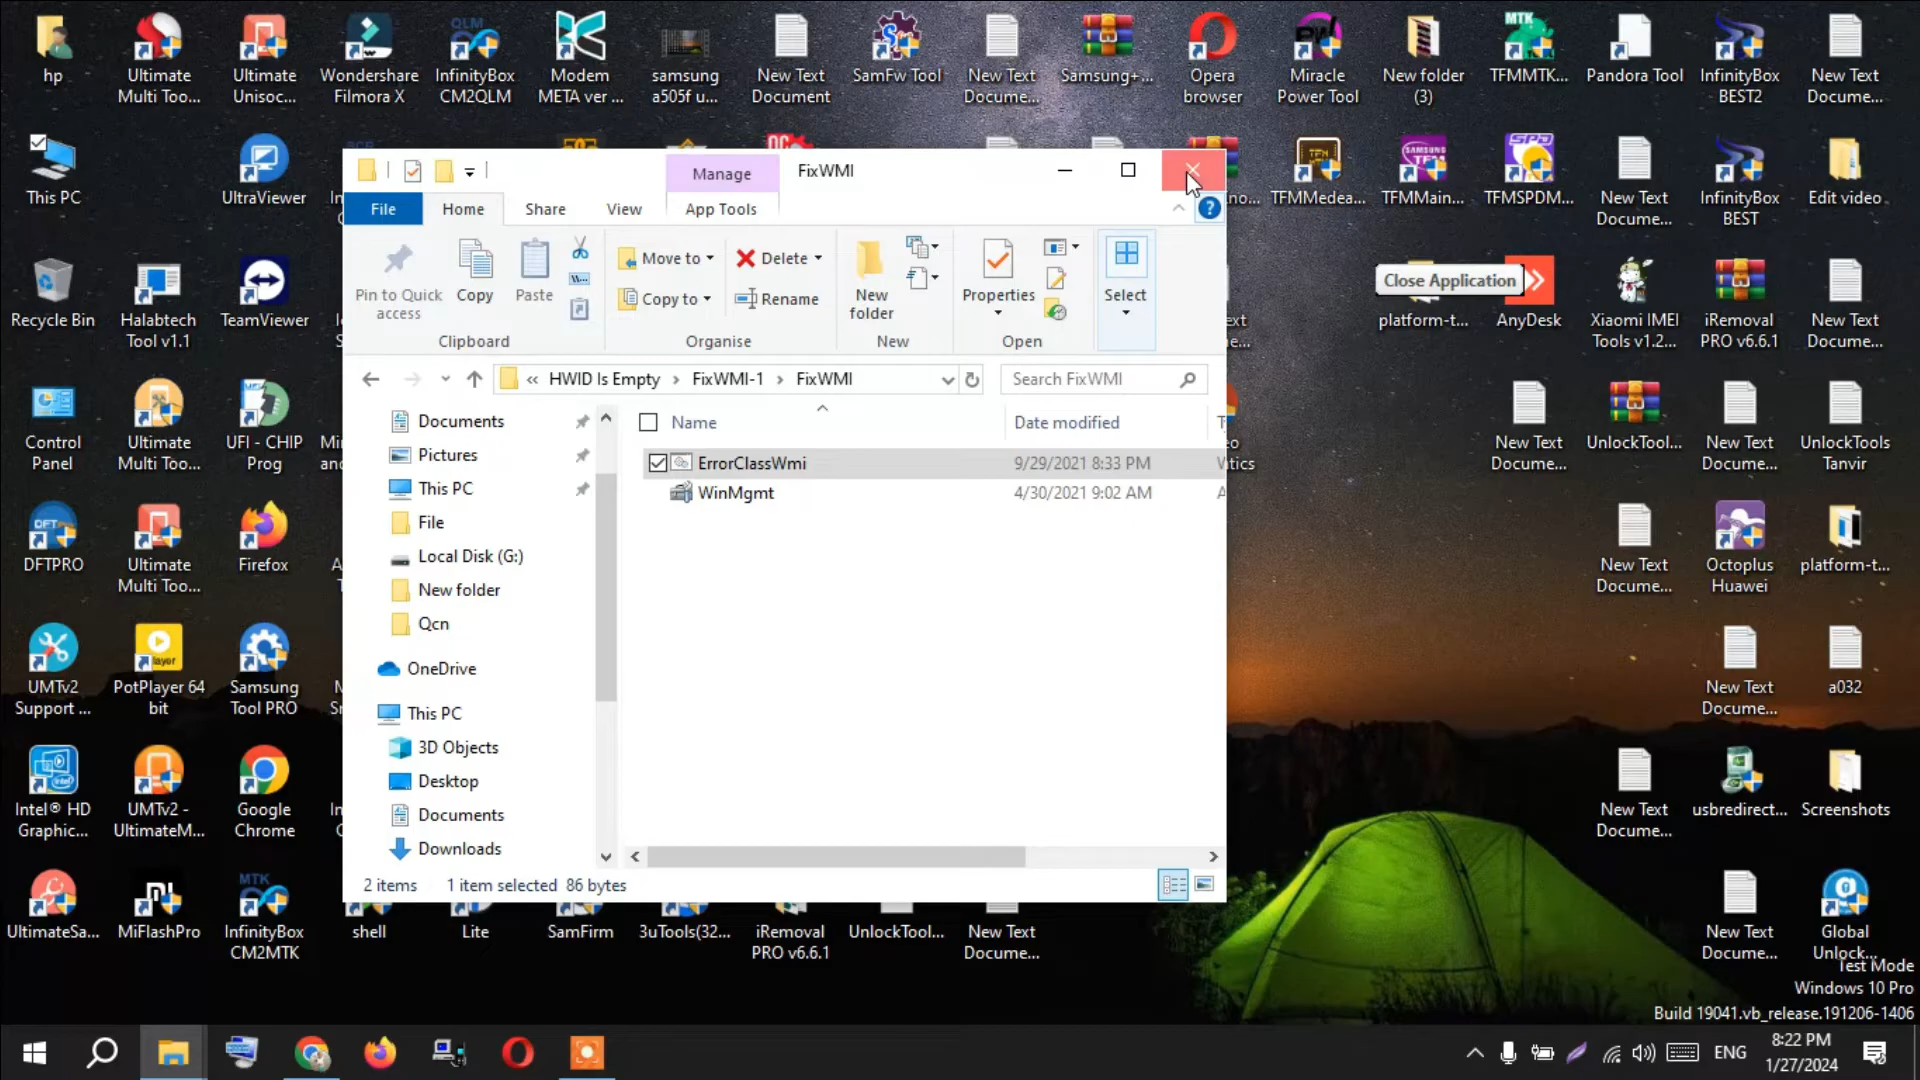 hp
Ultimate
Multi Too...
Ultimate
Unisoc...
Wondershare
Filmora X
InfinityBox
CM2QLM
Modem
META ver ...
samsung
a505f u...
New Text
Document
SamFw Tool
New Text
Docume...
Samsung+...
Opera
browser
Miracle
Power Tool
New folder
(3)
TFMMTK...
Pandora Tool
InfinityBox
BEST2
New Text
Docume...
This PC
UltraViewer
TFMMedea...
TFMMain...
TFMSPDM...
New Text
Docume...
InfinityBox
BEST
Edit video
Manage
FixWMI
File
Home
Share
View
App Tools
Pin to Quick
access
Copy
Paste
Clipboard
Move to
Copy to
Delete
Rename
Organise
New
folder
New
Properties
Open
Select
HWID Is Empty
FixWMI-1
FixWMI
Search FixWMI
Documents
Pictures
This PC
File
Local Disk (G:)
New folder
Qcn
OneDrive
This PC
3D Objects
Desktop
Documents
Downloads
Name
Date modified
ErrorClassWmi
9/29/2021 8:33 PM
WinMgmt
4/30/2021 9:02 AM
2 items
1 item selected 86 bytes
Close Application
Recycle Bin
Halabtech
Tool v1.1
TeamViewer
platform-t...
AnyDesk
Xiaomi IMEI
Tools v1.2...
iRemoval
PRO v6.6.1
New Text
Docume...
Control
Panel
Ultimate
Multi Too...
UFI - CHIP
Prog
New Text
Docume...
UnlockTool...
New Text
Docume...
UnlockTools
Tanvir
DFTPRO
Ultimate
Multi Too...
Firefox
New Text
Docume...
Octoplus
Huawei
platform-t...
UMTv2
Support ...
PotPlayer 64
bit
Samsung
Tool PRO
New Text
Docume...
a032
Intel® HD
Graphic...
UMTv2 -
UltimateM...
Google
Chrome
New Text
Docume...
usbredirect...
Screenshots
UltimateSa...
MiFlashPro
InfinityBox
CM2MTK
shell
Lite
SamFirm
3uTools(32...
iRemoval
PRO v6.6.1
UnlockTool...
New Text
Docume...
New Text
Docume...
Global
Unlock...
Test Mode
Windows 10 Pro
Build 19041.vb_release.191206-1406
ENG
8:22 PM
1/27/2024